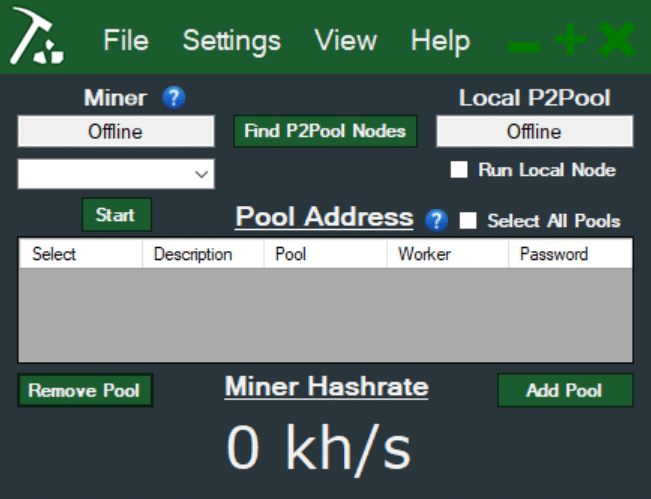 File Settings View Help
Miner ? Local P2Pool
Offline Find P2Pool Nodes Offline
Run Local Node
Start Pool Address ? Select All Pools
Select Description Pool Worker Password
Remove Pool Miner Hashrate Add Pool
0 kh/s